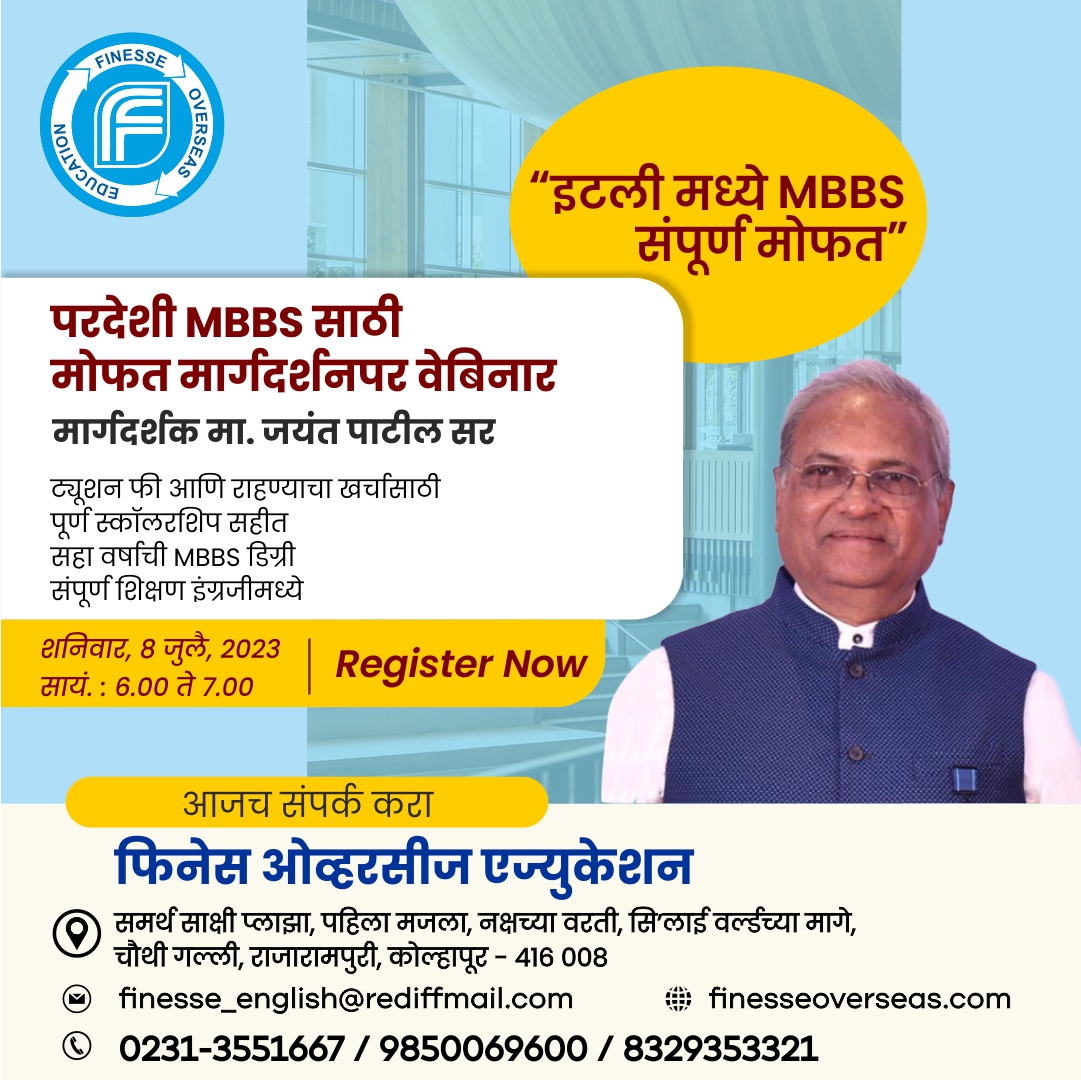 FINESSE OVERSEAS EDUCATION
“इटली मध्ये MBBS
संपूर्ण मोफत”
परदेशी MBBS साठी
मोफत मार्गदर्शनपर वेबिनार
मार्गदर्शक मा. जयंत पाटील सर
ट्यूशन फी आणि राहण्याचा खर्चासाठी
पूर्ण स्कॉलरशिप सहीत
सहा वर्षाची MBBS डिग्री
संपूर्ण शिक्षण इंग्रजीमध्ये
शनिवार, 8 जुलै, 2023
सायं. : 6.00 ते 7.00
Register Now
आजच संपर्क करा
फिनेस ओव्हरसीज एज्युकेशन
समर्थ साक्षी प्लाझा, पहिला मजला, नक्षच्या वरती, सि’लाई वर्ल्डच्या मागे,
चौथी गल्ली, राजारामपुरी, कोल्हापूर - 416 008
finesse_english@rediffmail.com
finesseoverseas.com
0231-3551667 / 9850069600 / 8329353321